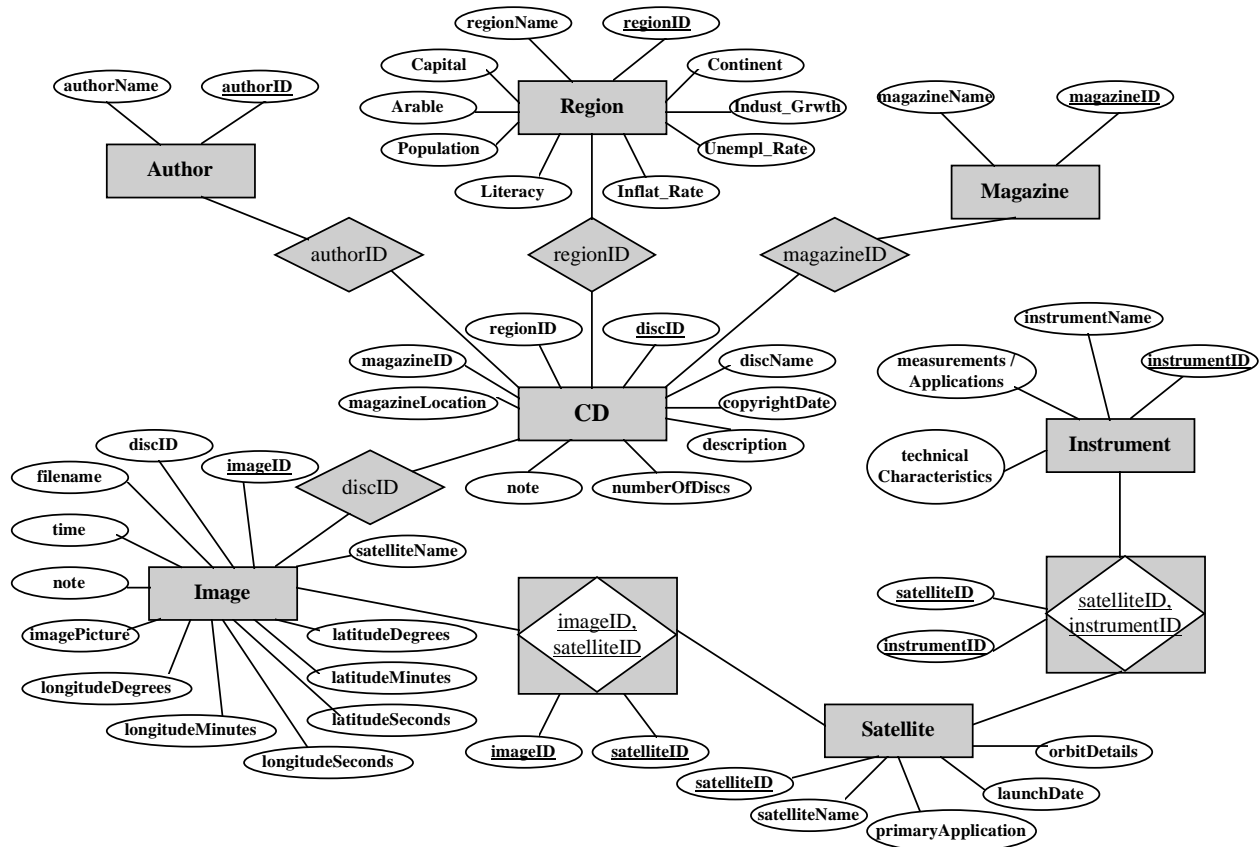 regionName
regionID
authorName
authorID
Capital
Continent
magazineName
magazineID
Arable
Region
Indust_Grwth
Population
Unempl_Rate
Author
Literacy
Inflat_Rate
Magazine
authorID
regionID
magazineID
regionID
discID
instrumentName
magazineID
discName
measurements /
Applications
instrumentID
magazineLocation
CD
copyrightDate
discID
imageID
description
Instrument
filename
discID
note
numberOfDiscs
technical
Characteristics
time
satelliteName
note
Image
satelliteID
satelliteID,
instrumentID
imagePicture
latitudeDegrees
imageID,
satelliteID
instrumentID
longitudeDegrees
latitudeMinutes
longitudeMinutes
latitudeSeconds
longitudeSeconds
imageID
satelliteID
Satellite
orbitDetails
satelliteID
launchDate
satelliteName
primaryApplication